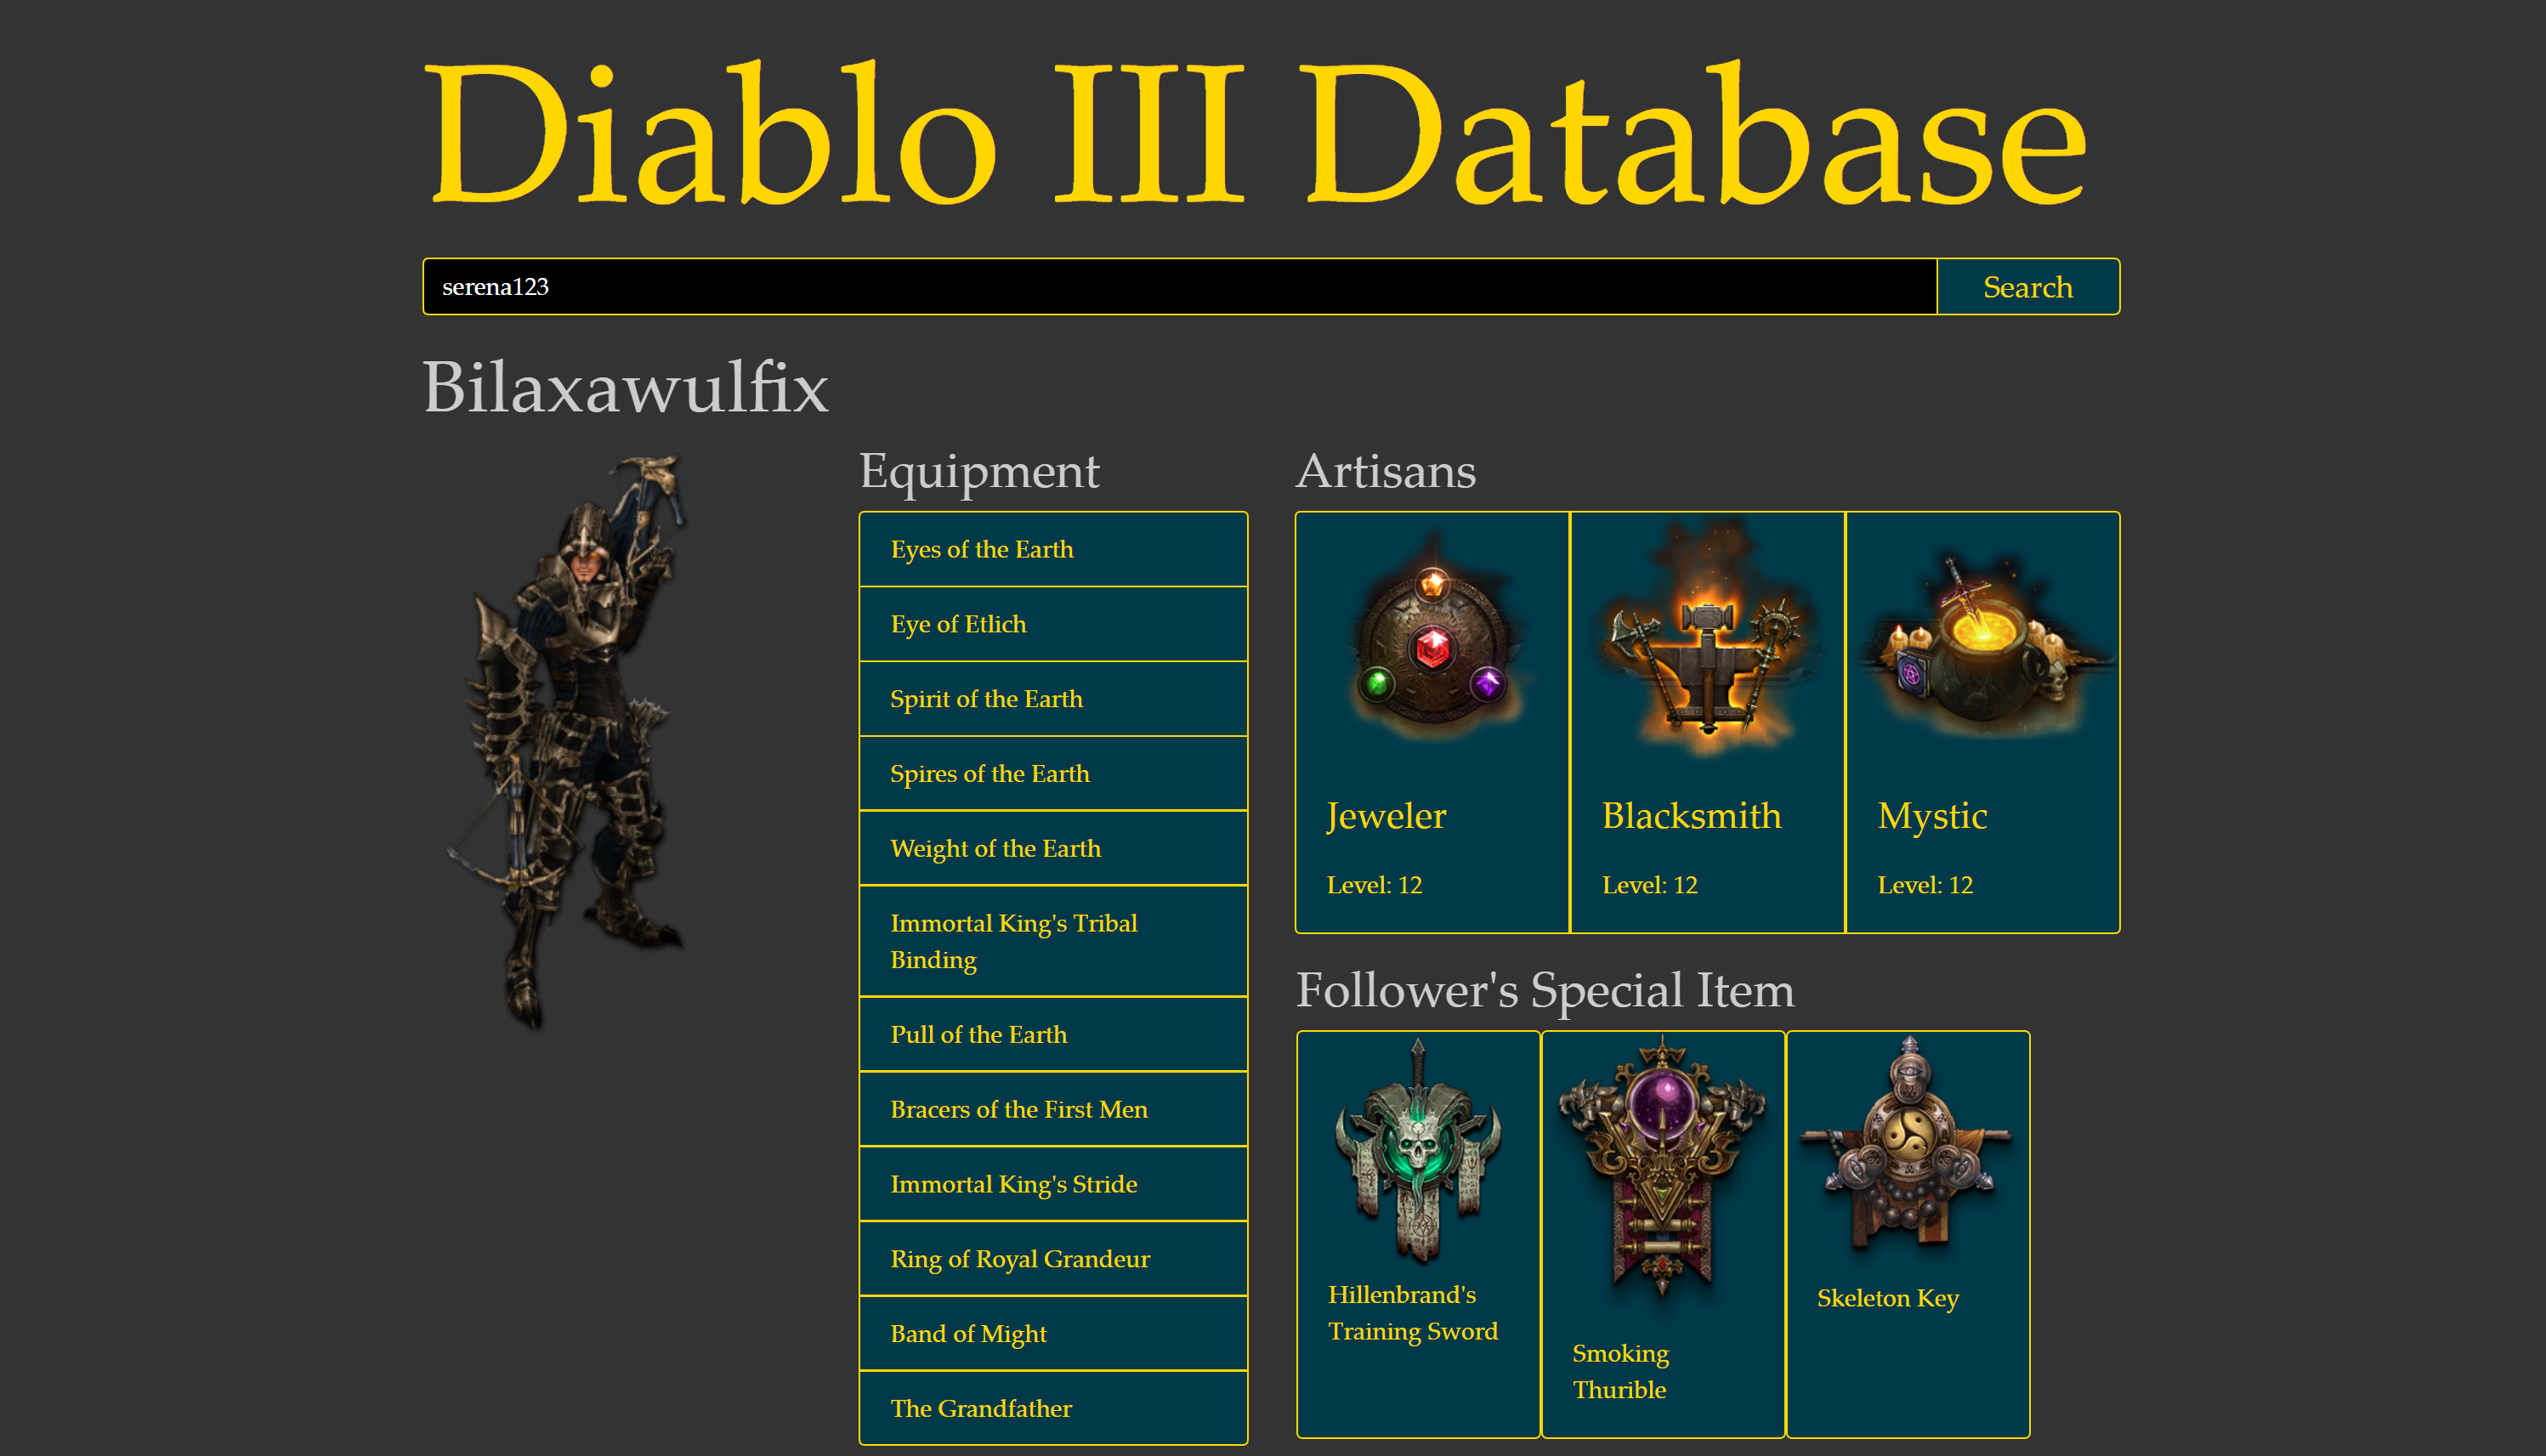 Diablo III Database
serena123
Search
Bilaxawulfix
Equipment
Eyes of the Earth
Eye of Etlich
Spirit of the Earth
Spires of the Earth
Weight of the Earth
Immortal King's Tribal
Binding
Pull of the Earth
Bracers of the First Men
Immortal King's Stride
Ring of Royal Grandeur
Band of Might
The Grandfather
Artisans
Jeweler
Level: 12
Blacksmith
Level: 12
Mystic
Level: 12
Follower's Special Item
Hillenbrand's
Training Sword
Smoking
Thurible
Skeleton Key